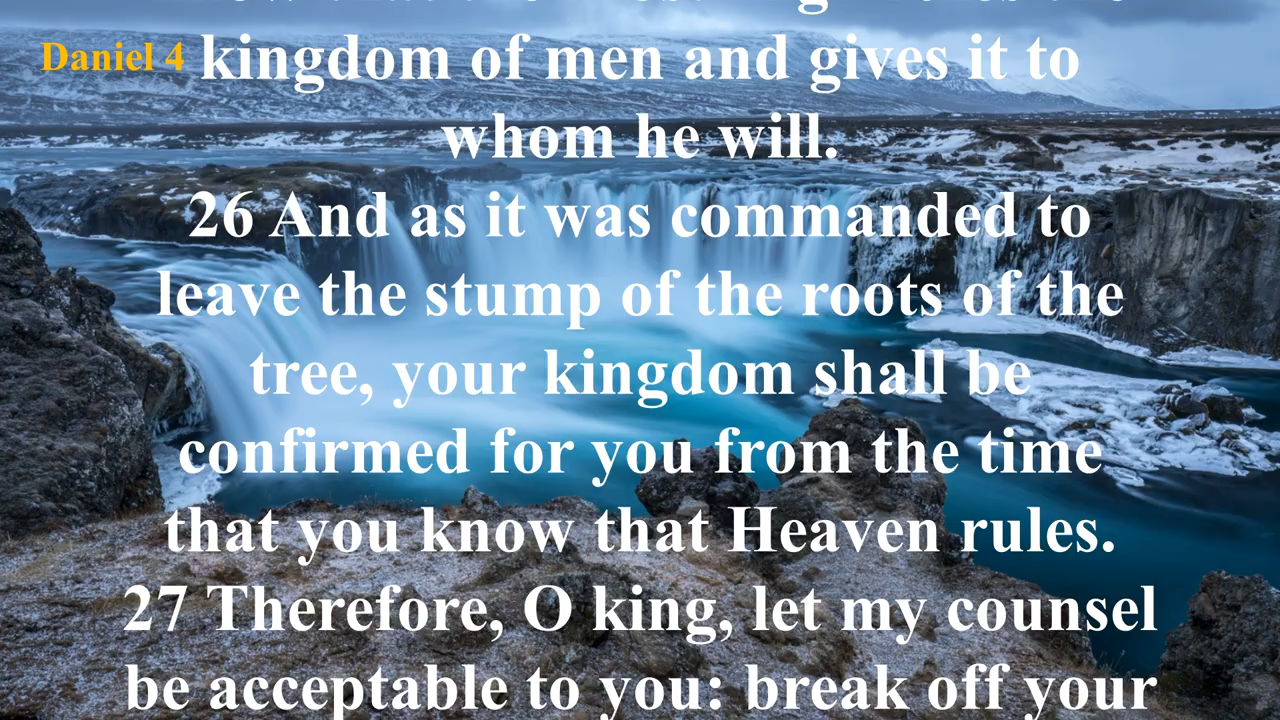 Daniel 4
kingdom of men and gives it to
whom he will.
26 And as it was commanded to
leave the stump of the roots of the
tree, your kingdom shall be
confirmed for you from the time
that you know that Heaven rules.
27 Therefore, O king, let my counsel
be acceptable to you: break off your